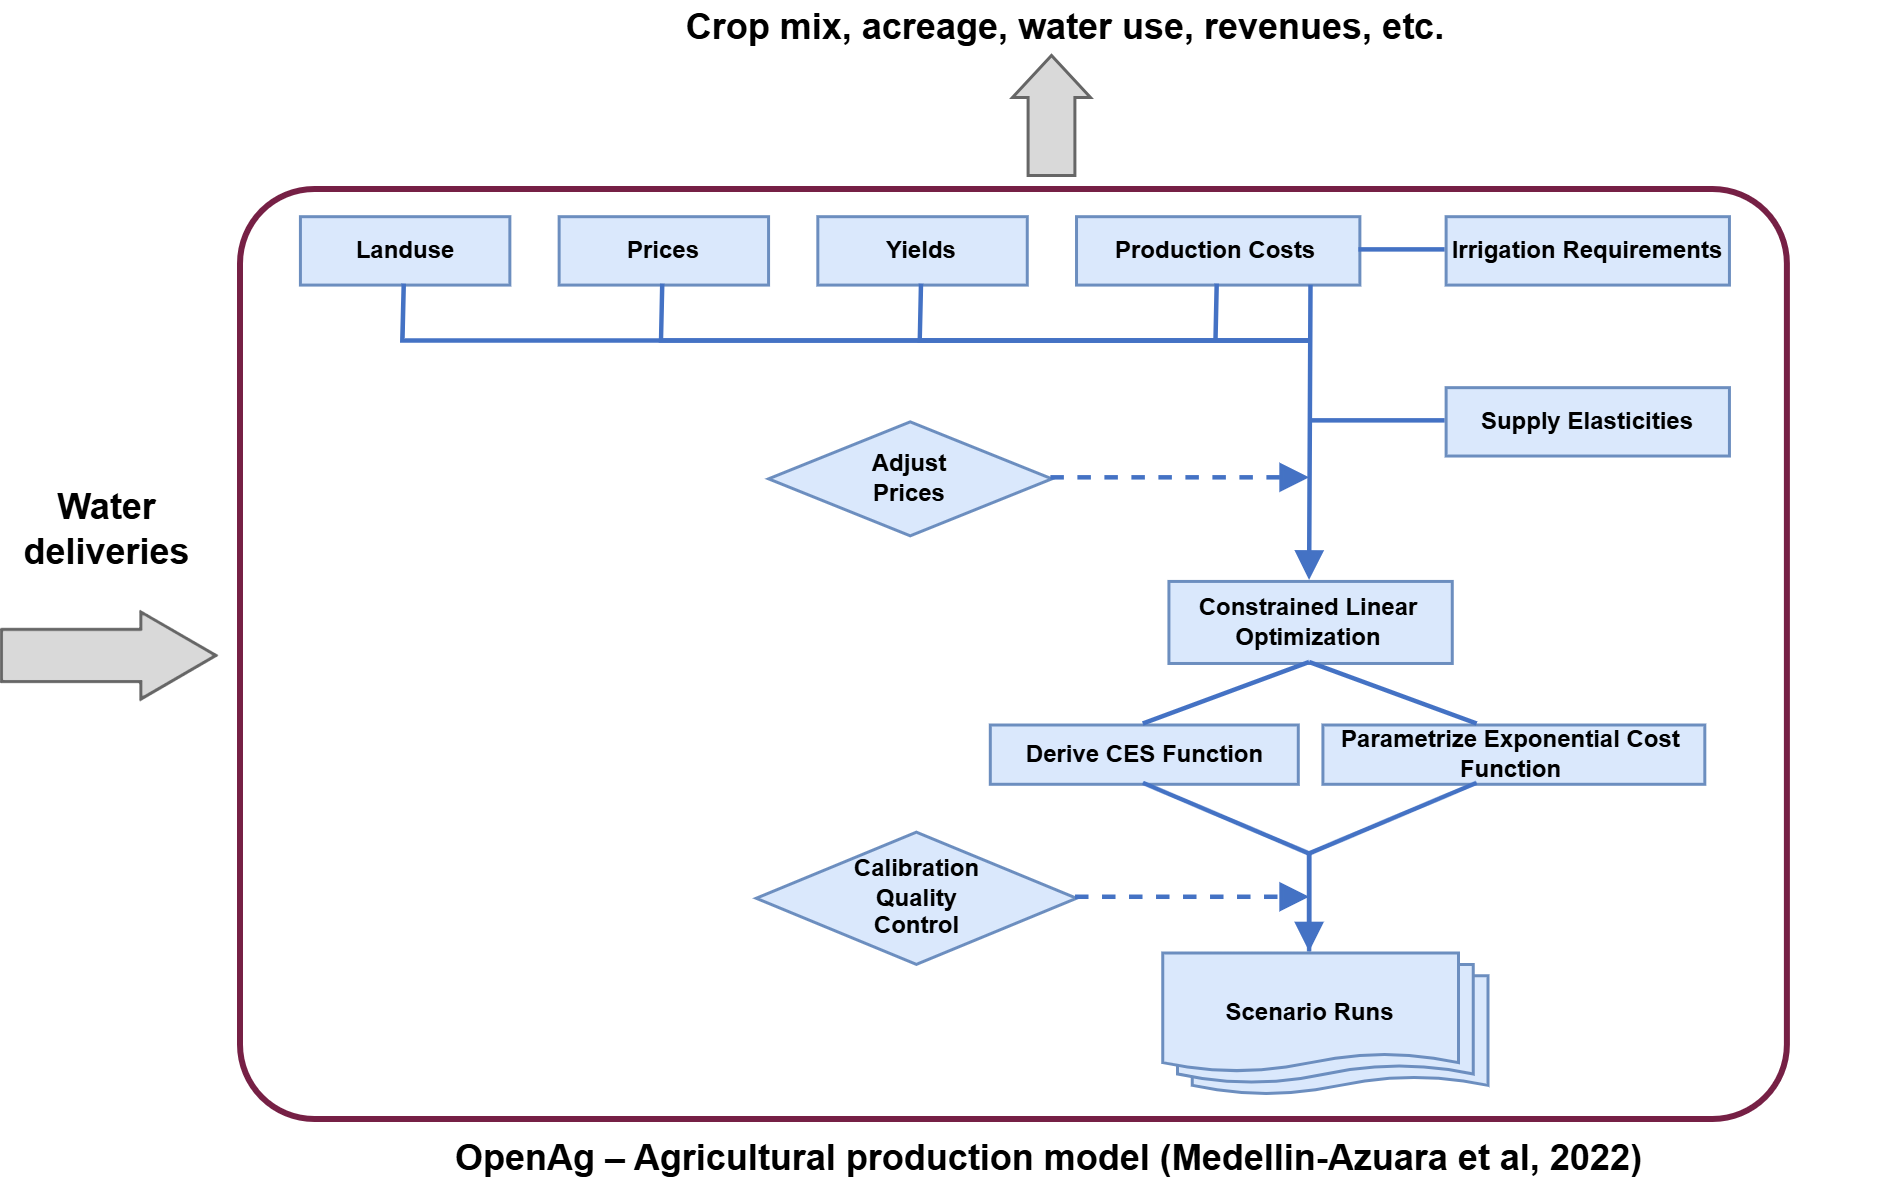 Crop mix, acreage, water use, revenues, etc.
Landuse
Prices
Yields
Production Costs
Irrigation Requirements
Supply Elasticities
Adjust
Prices
Water
deliveries
Constrained Linear
Optimization
Derive CES Function
Parametrize Exponential Cost
Function
Calibration
Quality
Control
Scenario Runs
OpenAg – Agricultural production model (Medellin-Azuara et al, 2022)